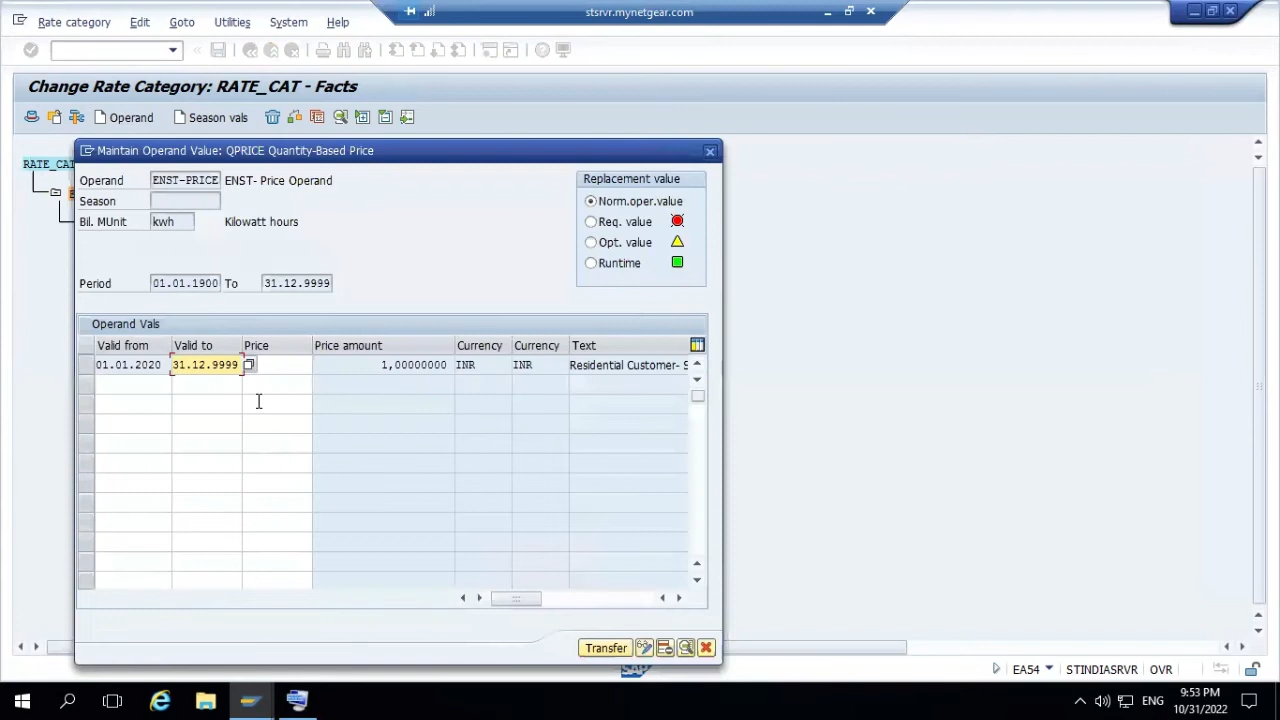 stsrvr.mynetgear.com
Rate category Edit Goto Utilities System Help
Change Rate Category: RATE_CAT - Facts
Operand Season vals
Maintain Operand Value: QPRICE Quantity-Based Price
RATE_CAT
Operand ENST-PRICE ENST- Price Operand
Season
Bil. MUnit kwh Kilowatt hours
Replacement value
Norm.oper.value
Req. value
Opt. value
Runtime
Period 01.01.1900 To 31.12.9999
Operand Vals
Valid from Valid to Price Price amount Currency Currency Text
01.01.2020 31.12.9999 1,00000000 INR INR Residential Customer- S
Transfer
SAP
EA54 STINDIASRVR OVR
ENG
9:53 PM
10/31/2022